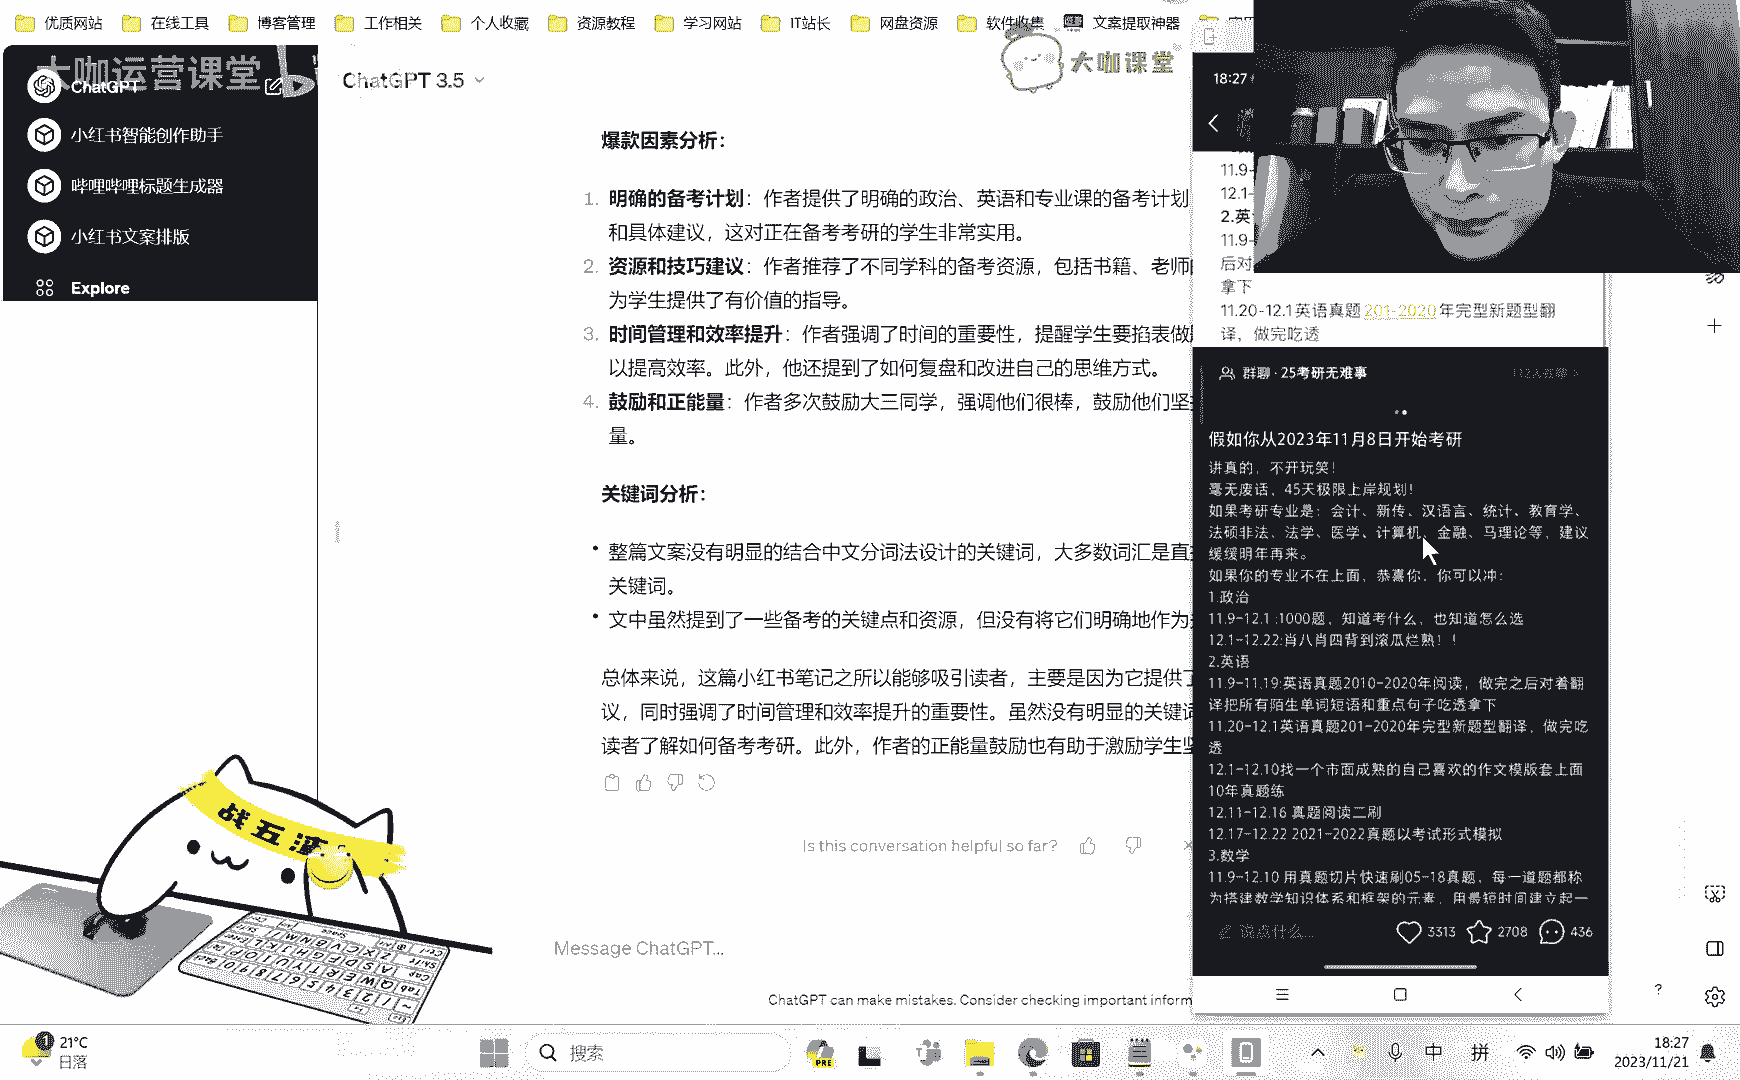 优质网站
在线工具
博客管理
工作相关
个人收藏
资源教程
学习网站
IT站长
网盘资源
软件收集
文案提取神器
大咖运营课堂
大咖课堂
ChatGPT
小红书智能创作助手
哔哩哔哩标题生成器
小红书文案排版
Explore
ChatGPT 3.5
爆款因素分析：
1. 明确的备考计划：作者提供了明确的政治、英语和专业课的备考计划
和具体建议，这对正在备考考研的学生非常实用。
2. 资源和技巧建议：作者推荐了不同学科的备考资源，包括书籍、老师
为学生提供了有价值的指导。
3. 时间管理和效率提升：作者强调了时间的重要性，提醒学生要掐表做
以提高效率。此外，他还提到了如何复盘和改进自己的思维方式。
4. 鼓励和正能量：作者多次鼓励大三同学，强调他们很棒，鼓励他们坚
量。
关键词分析：
• 整篇文案没有明显的结合中文分词法设计的关键词，大多数词汇是直
关键词。
• 文中虽然提到了一些备考的关键点和资源，但没有将它们明确地作为
总体来说，这篇小红书笔记之所以能够吸引读者，主要是因为它提供了
议，同时强调了时间管理和效率提升的重要性。虽然没有明显的关键词
读者了解如何备考考研。此外，作者的正能量鼓励也有助于激励学生坚
Is this conversation helpful so far?
Message ChatGPT...
ChatGPT can make mistakes. Consider checking important inform
18:27
11.9-
12.1-
2.英
11.9-
后对
拿下
11.20-12.1英语真题201-2020年完型新题型翻
译，做完吃透
群聊·25考研无难事
假如你从2023年11月8日开始考研
讲真的，不开玩笑！
毫无废话，45天极限上岸规划！
如果考研专业是：会计、新传、汉语言、统计、教育学、
法硕非法、法学、医学、计算机、金融、马理论等，建议
缓缓明年再来。
如果你的专业不在上面，恭喜你，你可以冲：
1.政治
11.9-12.1 :1000题，知道考什么，也知道怎么选
12.1-12.22:肖八肖四背到滚瓜烂熟！！
2.英语
11.9-11.19:英语真题2010-2020年阅读，做完之后对着翻
译把所有陌生单词短语和重点句子吃透拿下
11.20-12.1英语真题201-2020年完型新题型翻译，做完吃
透
12.1-12.10找一个市面成熟的自己喜欢的作文模版套上面
10年真题练
12.11-12.16 真题阅读二刷
12.17-12.22 2021-2022真题以考试形式模拟
3.数学
11.9-12.10 用真题切片快速刷05-18真题，每一道题都称
为搭建数学知识体系和框架的元素，用最短时间建立起一
说点什么...
3313
2708
436
战五渣
21°C
日落
搜索
PRE
中
拼
18:27
2023/11/21